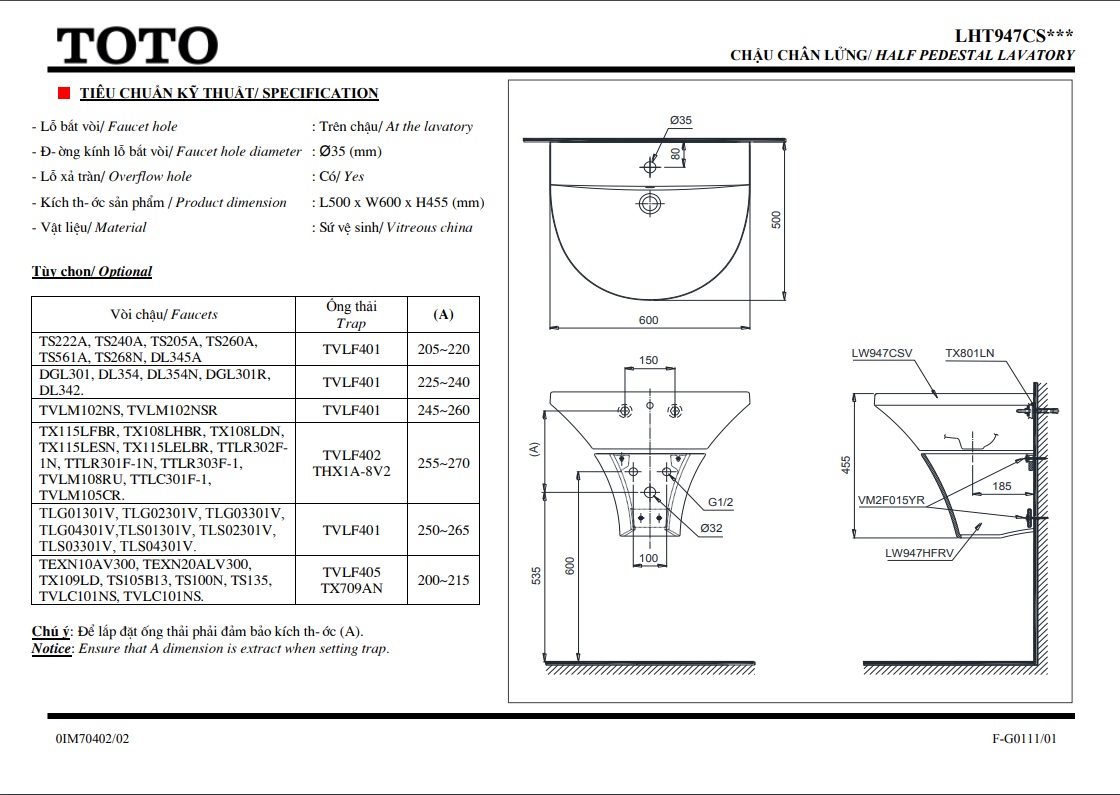 TOTO
LHT947CS***
CHẬU CHÂN LỬNG/ HALF PEDESTAL LAVATORY
TIÊU CHUẨN KỸ THUẬT/ SPECIFICATION
- Lỗ bắt vòi/ Faucet hole : Trên chậu/ At the lavatory
- Đ- ờng kính lỗ bắt vòi/ Faucet hole diameter : Ø35 (mm)
- Lỗ xả tràn/ Overflow hole : Có/ Yes
- Kích th- ớc sản phẩm / Product dimension : L500 x W600 x H455 (mm)
- Vật liệu/ Material : Sứ vệ sinh/ Vitreous china
Tùy chọn/ Optional
Vòi chậu/ Faucets
Ống thải
Trap
(A)
TS222A, TS240A, TS205A, TS260A,
TS561A, TS268N, DL345A
TVLF401
205~220
DGL301, DL354, DL354N, DGL301R,
DL342.
TVLF401
225~240
TVLM102NS, TVLM102NSR
TVLF401
245~260
TX115LFBR, TX108LHBR, TX108LDN,
TX115LESN, TX115LELBR, TTLR302F-
1N, TTLR301F-1N, TTLR303F-1,
TVLM108RU, TTLC301F-1,
TVLM105CR.
TVLF402
THX1A-8V2
255~270
TLG01301V, TLG02301V, TLG03301V,
TLG04301V,TLS01301V, TLS02301V,
TLS03301V, TLS04301V.
TVLF401
250~265
TEXN10AV300, TEXN20ALV300,
TX109LD, TS105B13, TS100N, TS135,
TVLC101NS, TVLC101NS.
TVLF405
TX709AN
200~215
Chú ý: Để lắp đặt ống thải phải đảm bảo kích th- ớc (A).
Notice: Ensure that A dimension is extract when setting trap.
Ø35
80
500
600
150
(A)
G1/2
Ø32
100
600
535
LW947CSV
TX801LN
455
185
VM2F015YR
LW947HFRV
0IM70402/02
F-G0111/01